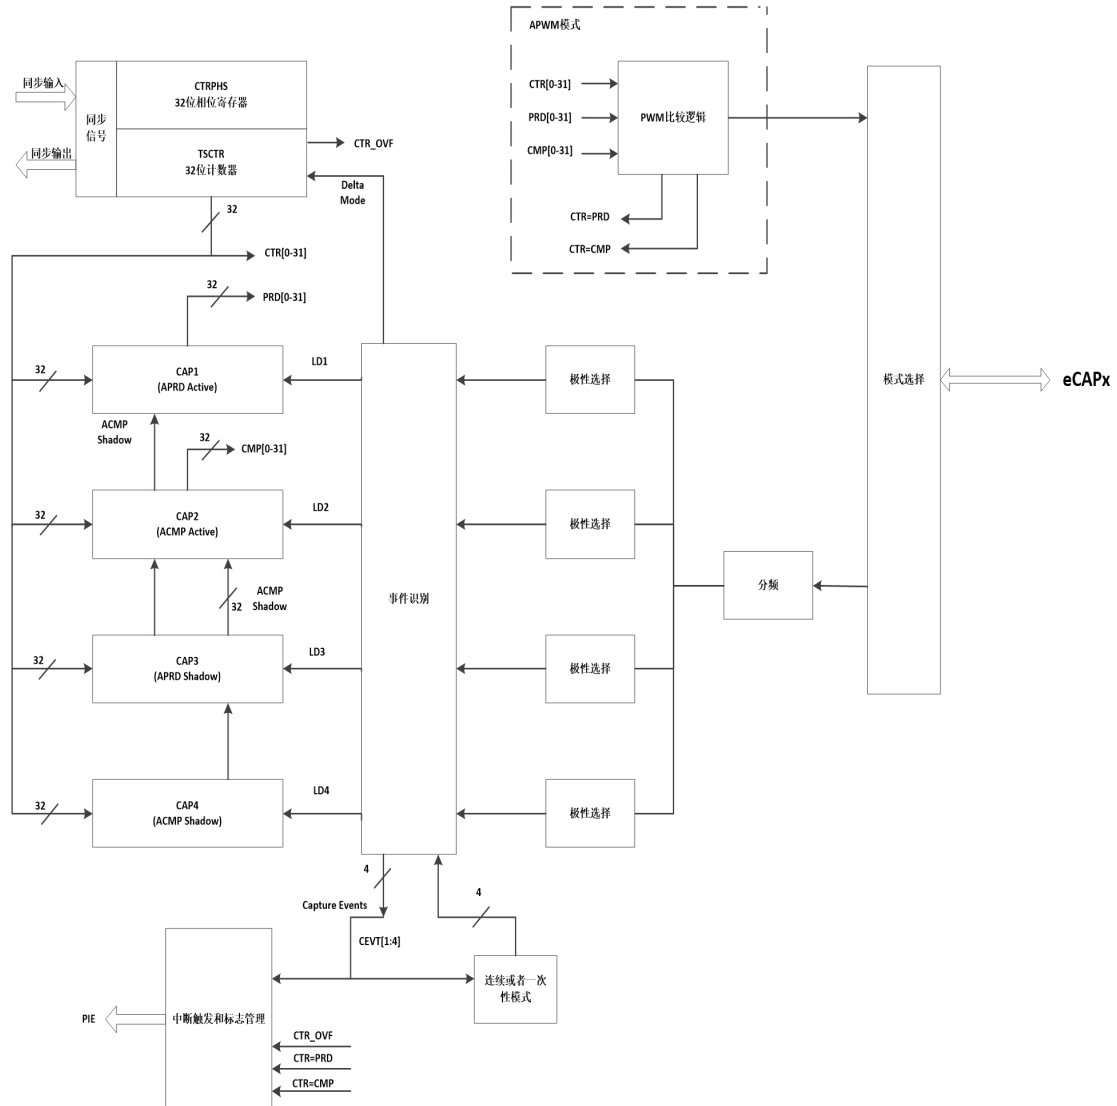 APWM模式
同步输入
同步
信号
同步输出
CTRPHS
32位相位寄存器
TSCTR
32位计数器
CTR_OVF
Delta
Mode
32
CTR[0-31]
32
PRD[0-31]
CTR[0-31]
PRD[0-31]
CMP[0-31]
PWM比较逻辑
CTR=PRD
CTR=CMP
模式选择
eCAPx
32
CAP1
(APRD Active)
LD1
极性选择
ACMP
Shadow
32
CMP[0-31]
32
CAP2
(ACMP Active)
LD2
极性选择
32
ACMP
Shadow
事件识别
分频
32
CAP3
(APRD Shadow)
LD3
极性选择
32
CAP4
(ACMP Shadow)
LD4
极性选择
4
Capture Events
CEVT[1:4]
4
连续或者一次
性模式
PIE
中断触发和标志管理
CTR_OVF
CTR=PRD
CTR=CMP